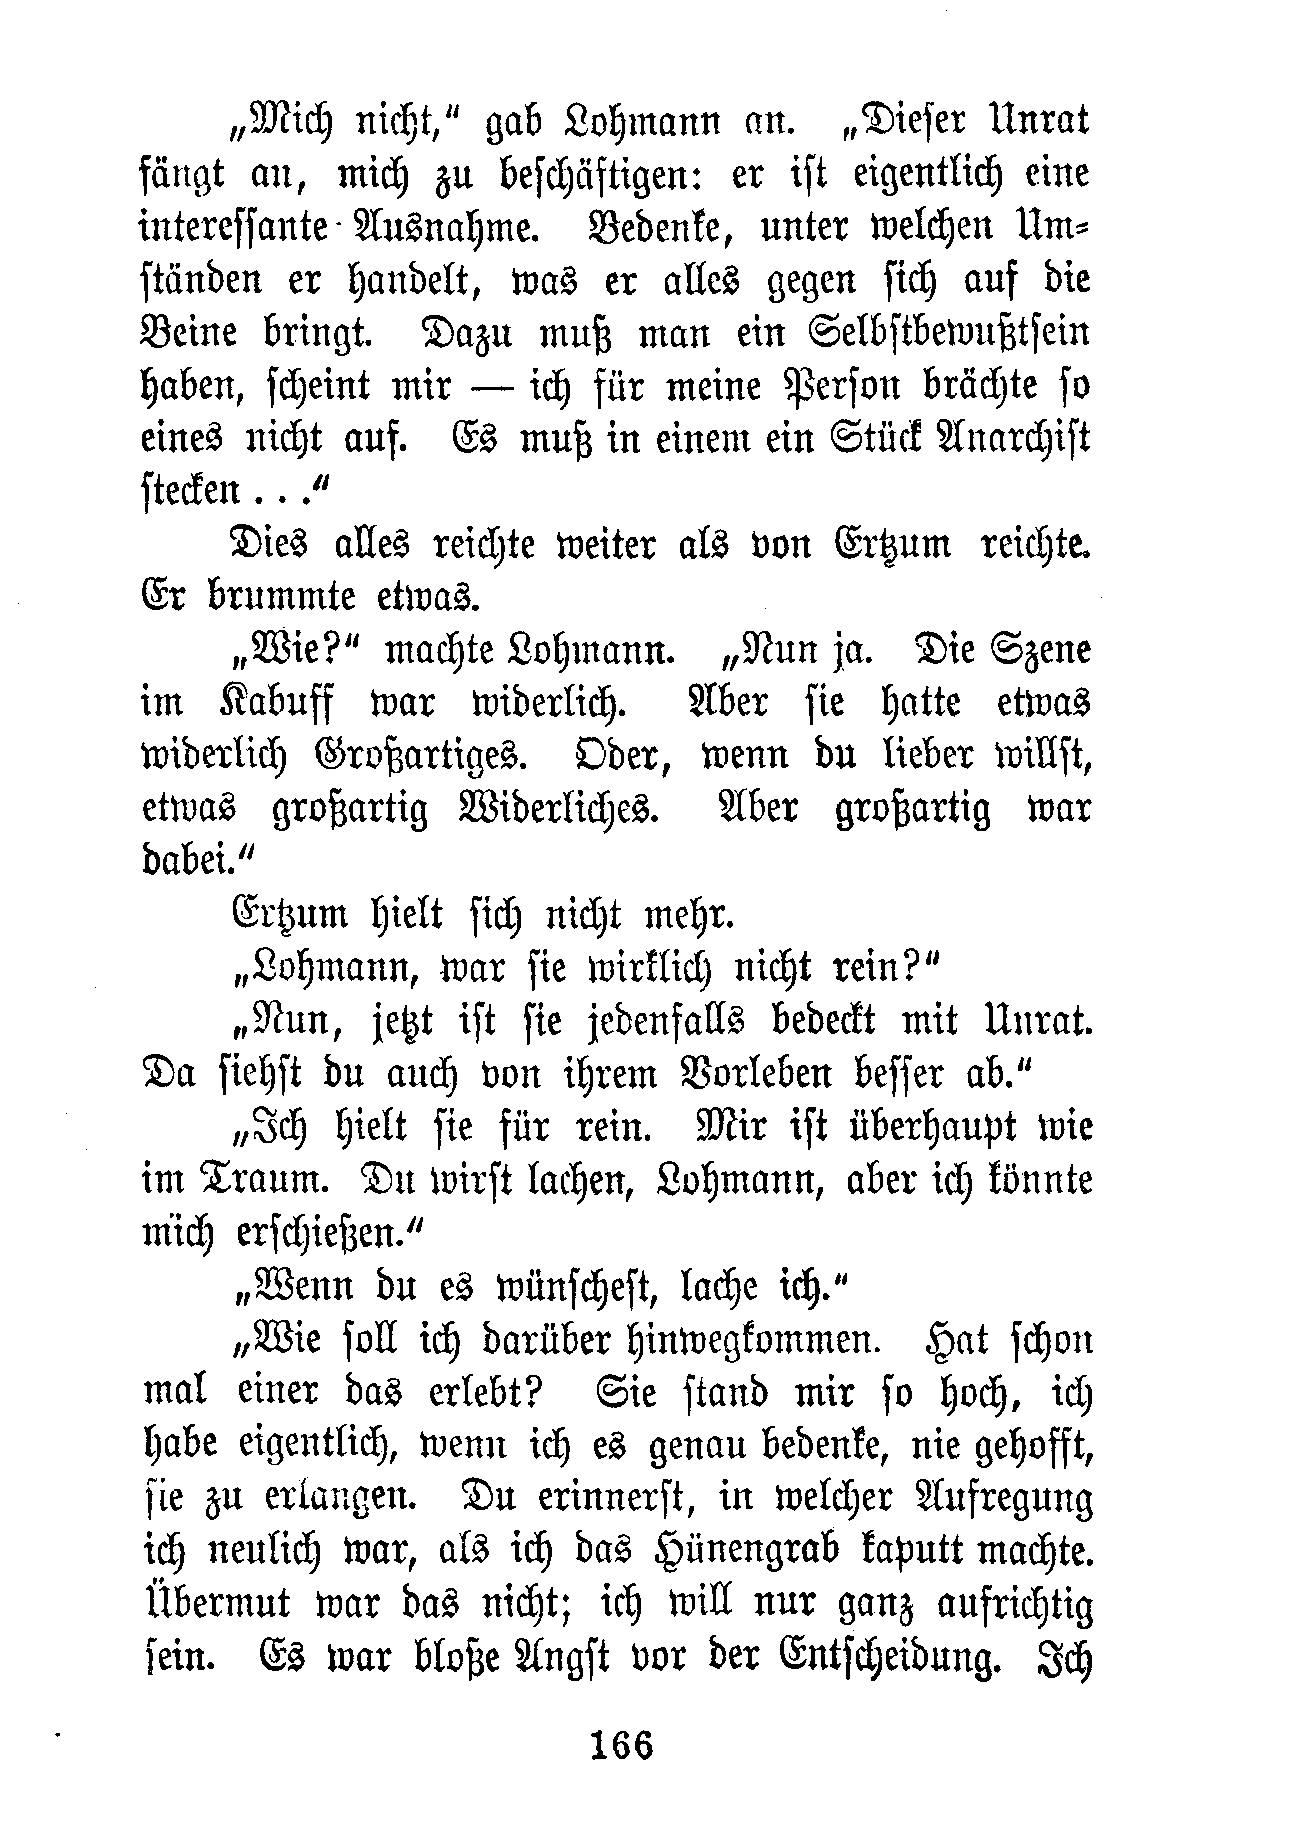 „Mich nicht,“ gab Lohmann an. „Dieſer Unrat
fängt an, mich zu beſchäftigen: er iſt eigentlich eine
intereſſante Ausnahme. Bedenke, unter welchen Um⸗
ſtänden er handelt, was er alles gegen ſich auf die
Beine bringt. Dazu muß man ein Selbſtbewußtſein
haben, ſcheint mir — ich für meine Perſon brächte ſo
eines nicht auf. Es muß in einem ein Stück Anarchiſt
ſtecken . . .“
Dies alles reichte weiter als von Ertzum reichte.
Er brummte etwas.
„Wie?“ machte Lohmann. „Nun ja. Die Szene
im Kabuff war widerlich. Aber ſie hatte etwas
widerlich Großartiges. Oder, wenn du lieber willſt,
etwas großartig Widerliches. Aber großartig war
dabei.“
Ertzum hielt ſich nicht mehr.
„Lohmann, war ſie wirklich nicht rein?“
„Nun, jetzt iſt ſie jedenfalls bedeckt mit Unrat.
Da ſiehſt du auch von ihrem Vorleben beſſer ab.“
„Ich hielt ſie für rein. Mir iſt überhaupt wie
im Traum. Du wirſt lachen, Lohmann, aber ich könnte
mich erſchießen.“
„Wenn du es wünſcheſt, lache ich.“
„Wie ſoll ich darüber hinwegkommen. Hat ſchon
mal einer das erlebt? Sie ſtand mir ſo hoch, ich
habe eigentlich, wenn ich es genau bedenke, nie gehofft,
ſie zu erlangen. Du erinnerſt, in welcher Aufregung
ich neulich war, als ich das Hünengrab kaputt machte.
Übermut war das nicht; ich will nur ganz aufrichtig
ſein. Es war bloße Angſt vor der Entſcheidung. Ich
166